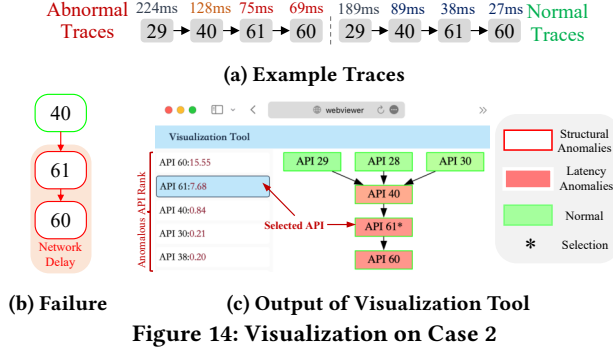 Abnormal Traces
224ms 128ms 75ms 69ms
29 40 61 60
189ms 89ms 38ms 27ms
29 40 61 60
Normal Traces
(a) Example Traces
40
61
60
Network
Delay
(b) Failure
webviewer
Visualization Tool
Anomalous API Rank
API 60:15.55
API 61:7.68
API 40:0.84
API 30:0.21
API 38:0.20
Selected API
API 29
API 28
API 30
API 40
API 61*
API 60
(c) Output of Visualization Tool
Structural
Anomalies
Latency
Anomalies
Normal
* Selection
Figure 14: Visualization on Case 2